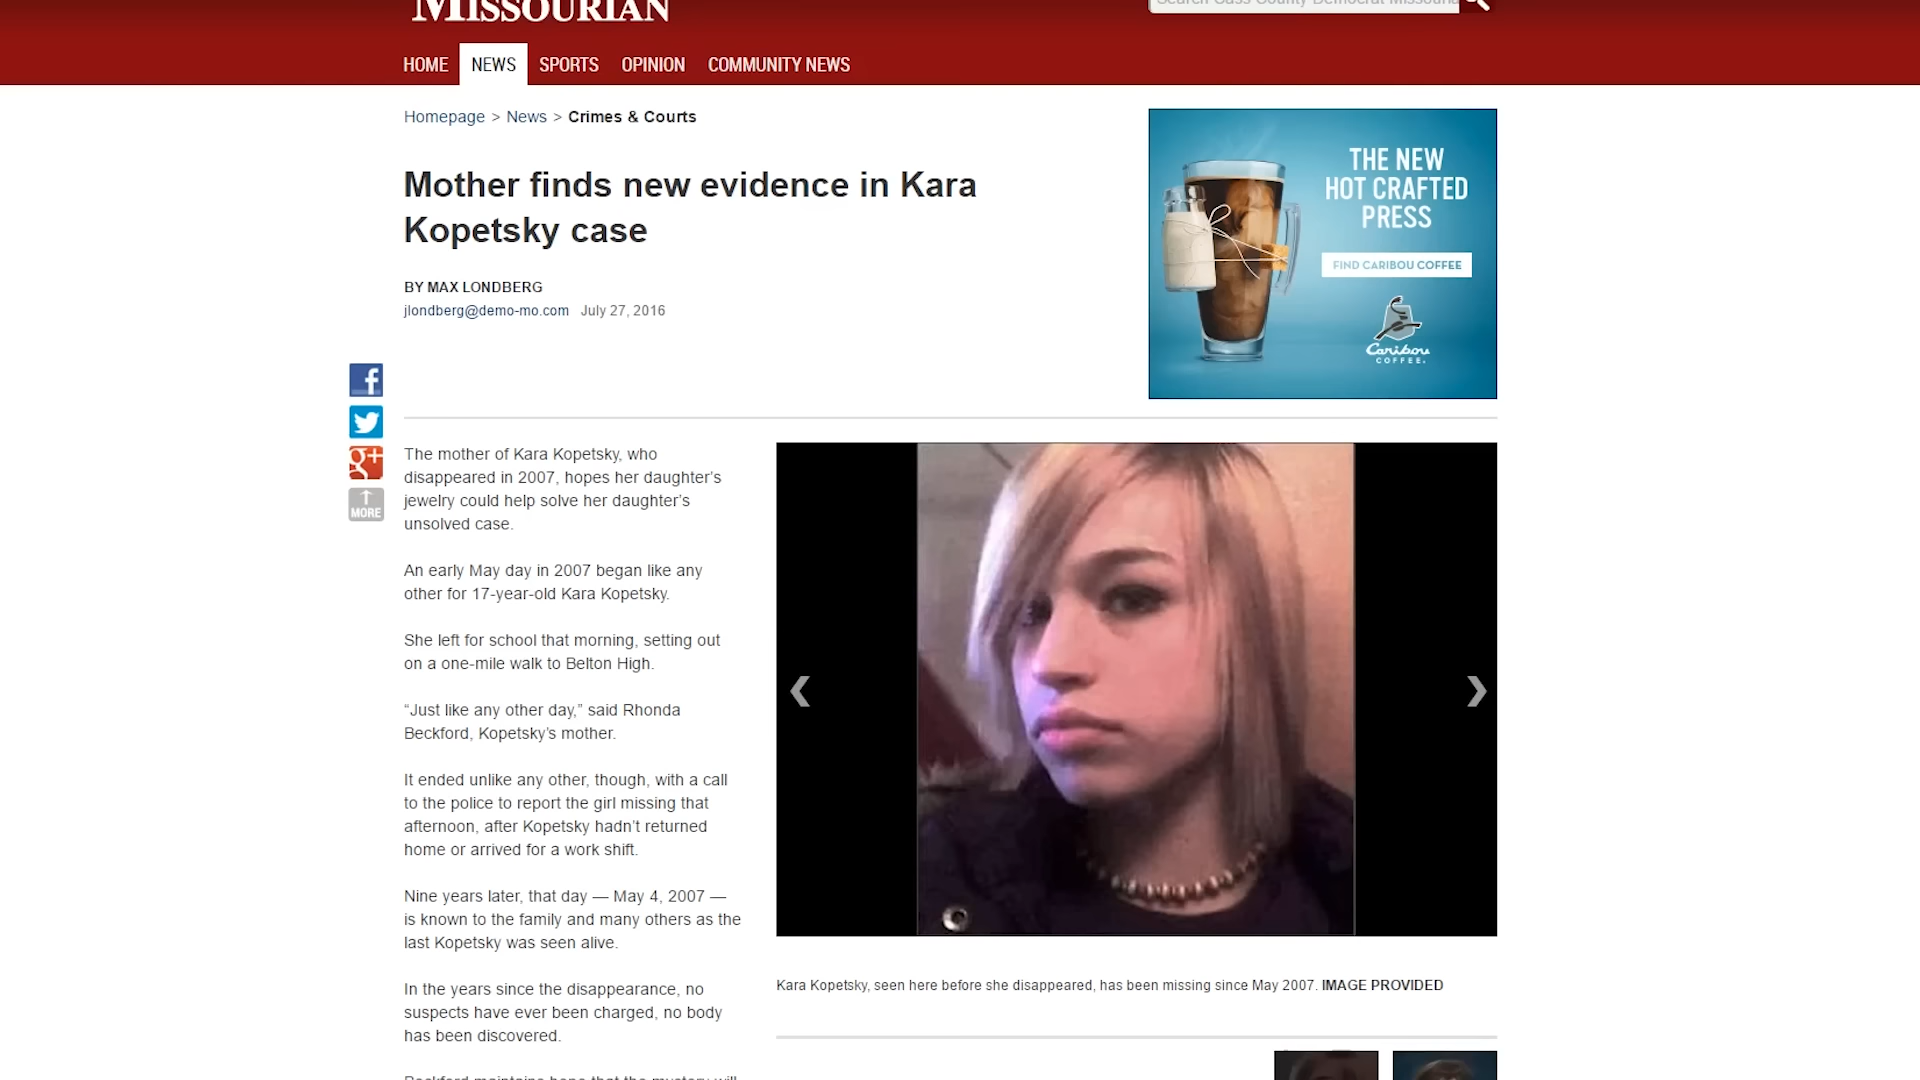 MISSOURIAN
Search Cass County Democrat Missouria
HOME NEWS SPORTS OPINION COMMUNITY NEWS
Homepage > News > Crimes & Courts
Mother finds new evidence in Kara
Kopetsky case
BY MAX LONDBERG
jlondberg@demo-mo.com July 27, 2016
THE NEW
HOT CRAFTED
PRESS
FIND CARIBOU COFFEE
Caribou
COFFEE.
f
g+
MORE
The mother of Kara Kopetsky, who
disappeared in 2007, hopes her daughter’s
jewelry could help solve her daughter’s
unsolved case.
An early May day in 2007 began like any
other for 17-year-old Kara Kopetsky.
She left for school that morning, setting out
on a one-mile walk to Belton High.
“Just like any other day,” said Rhonda
Beckford, Kopetsky’s mother.
It ended unlike any other, though, with a call
to the police to report the girl missing that
afternoon, after Kopetsky hadn’t returned
home or arrived for a work shift.
Nine years later, that day — May 4, 2007 —
is known to the family and many others as the
last Kopetsky was seen alive.
In the years since the disappearance, no
suspects have ever been charged, no body
has been discovered.
Beckford maintains hope that the mystery will
Kara Kopetsky, seen here before she disappeared, has been missing since May 2007. IMAGE PROVIDED